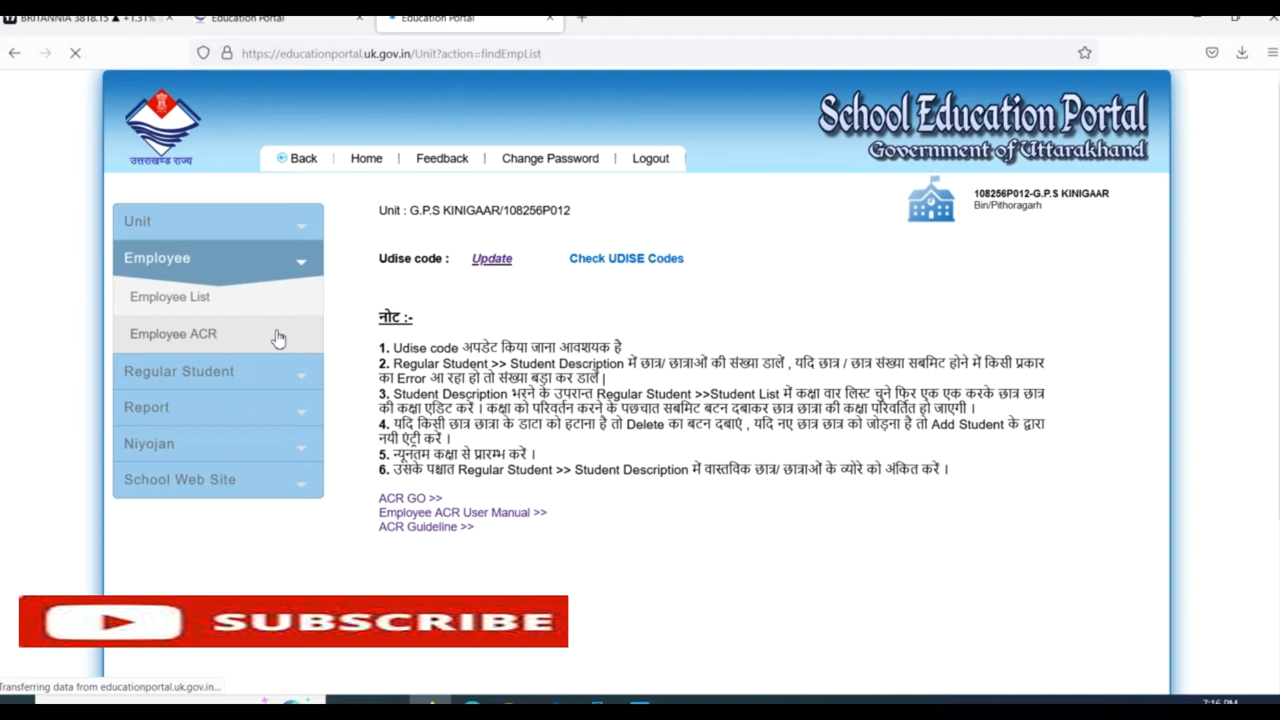 BRITANNIA 3818.15 ▲ +1.31%
Education Portal
Education Portal
https://educationportal.uk.gov.in/Unit?action=findEmpList
उत्तराखण्ड राज्य
School Education Portal
Government of Uttarakhand
Back | Home | Feedback | Change Password | Logout
Unit
Employee
Employee List
Employee ACR
Regular Student
Report
Niyojan
School Web Site
Unit : G.P.S KINIGAAR/108256P012
108256P012-G.P.S KINIGAAR
Bin/Pithoragarh
Udise code : Update Check UDISE Codes
नोट :-
1. Udise code अपडेट किया जाना आवशयक है
2. Regular Student >> Student Description में छात्र/ छात्राओं की संख्या डालें , यदि छात्र / छात्र संख्या सबमिट होने में किसी प्रकार
का Error आ रहा हो तो संख्या बड़ा कर डालें |
3. Student Description भरने के उपरान्त Regular Student >>Student List में कक्षा वार लिस्ट चुने फिर एक एक करके छात्र छात्र
की कक्षा एडिट करें । कक्षा को परिवर्तन करने के पछचात सबमिट बटन दबाकर छात्र छात्रा की कक्षा परिवर्तित हो जाएगी ।
4. यदि किसी छात्र छात्रा के डाटा को हटाना है तो Delete का बटन दबाएं , यदि नए छात्र छात्र को जोड़ना है तो Add Student के द्वारा
नयी ऐंट्री करें ।
5. न्यूनतम कक्षा से प्रारम्भ करें ।
6. उसके पश्चात Regular Student >> Student Description में वास्तविक छात्र/ छात्राओं के व्योरे को अंकित करें ।
ACR GO >>
Employee ACR User Manual >>
ACR Guideline >>
SUBSCRIBE
Transferring data from educationportal.uk.gov.in...
7:16 PM